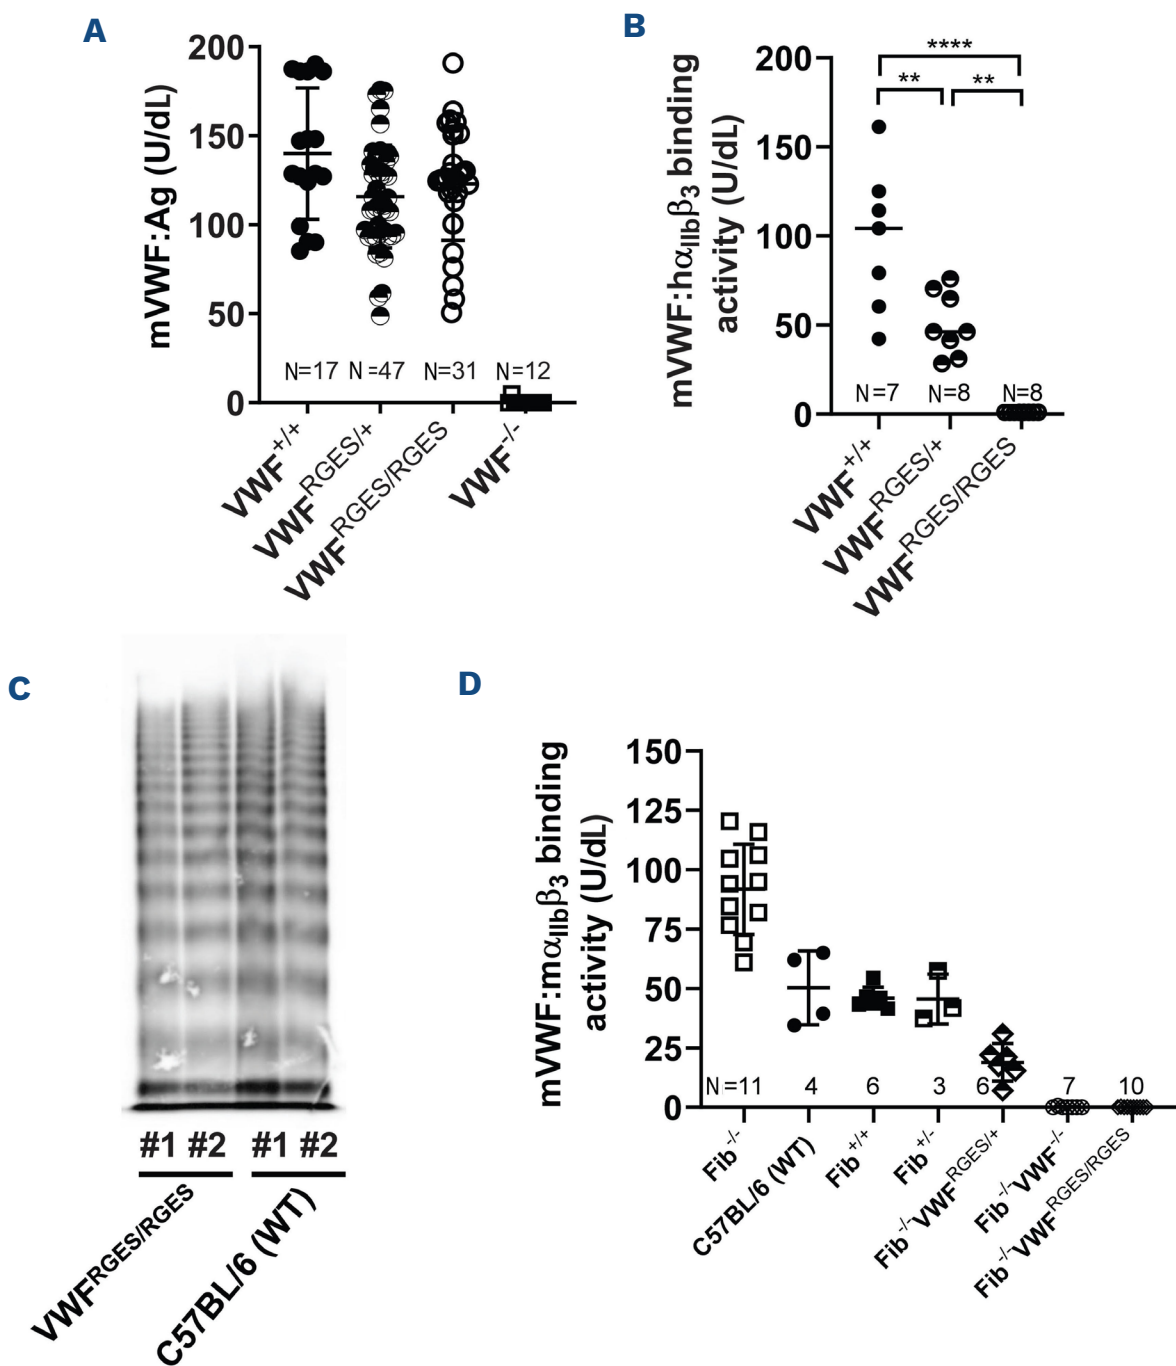 A
mVWF:Ag (U/dL)
200
150
100
50
0
N=17 N =47 N=31 N=12
VWF+/+
VWFRGES/+
VWFRGES/RGES
VWF-/-
B
mVWF:hαIIbβ3 binding
activity (U/dL)
200
150
100
50
0
****
** **
N=7 N=8 N=8
VWF+/+
VWFRGES/+
VWFRGES/RGES
C
#1 #2 #1 #2
VWFRGES/RGES
C57BL/6 (WT)
D
mVWF:mαIIbβ3 binding
activity (U/dL)
150
125
100
75
50
25
0
N =11 4 6 3 6 7 10
Fib-/-
C57BL/6 (WT)
Fib+/+
Fib+/-
Fib-/-VWFRGES/+
Fib-/-VWF-/-
Fib-/-VWFRGES/RGES